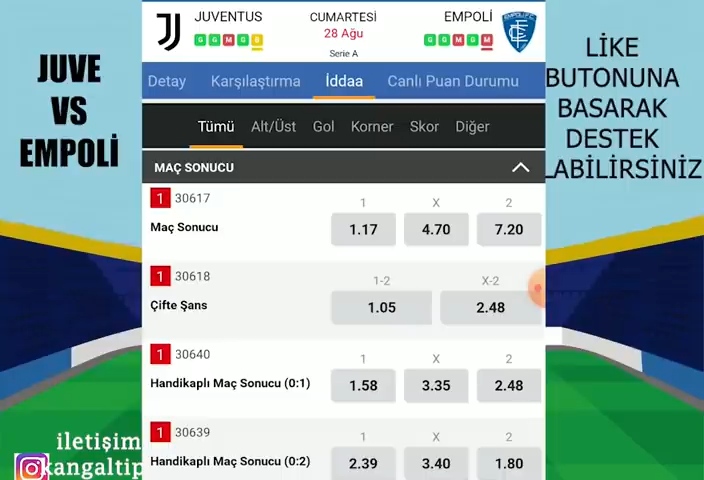 JUVE
VS
EMPOLİ
JUVENTUS
CUMARTESİ
EMPOLİ
G G M G B
28 Ağu
G G M G M
Serie A
EMPOLI F.C.
Detay Karşılaştırma İddaa Canlı Puan Durumu
Tümü Alt/Üst Gol Korner Skor Diğer
MAÇ SONUCU
1 30617
1 X 2
Maç Sonucu
1.17 4.70 7.20
1 30618
1-2 X-2
Çifte Şans
1.05 2.48
1 30640
1 X 2
Handikaplı Maç Sonucu (0:1)
1.58 3.35 2.48
1 30639
1 X 2
Handikaplı Maç Sonucu (0:2)
2.39 3.40 1.80
LİKE
BUTONUNA
BASARAK
DESTEK
LABİLİRSİNİZ
iletişim
kangaltip